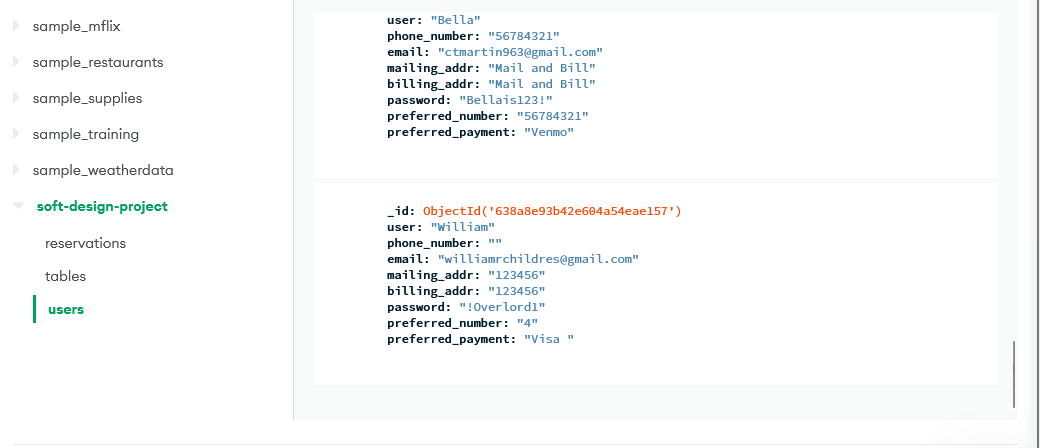 sample_mflix
sample_restaurants
sample_supplies
sample_training
sample_weatherdata
soft-design-project
reservations
tables
users
user: "Bella"
phone_number: "56784321"
email: "ctmartin963@gmail.com"
mailing_addr: "Mail and Bill"
billing_addr: "Mail and Bill"
password: "Bellais123!"
preferred_number: "56784321"
preferred_payment: "Venmo"
_id: ObjectId('638a8e93b42e604a54eae157')
user: "William"
phone_number: ""
email: "williamrchildres@gmail.com"
mailing_addr: "123456"
billing_addr: "123456"
password: "!Overlord1"
preferred_number: "4"
preferred_payment: "Visa "